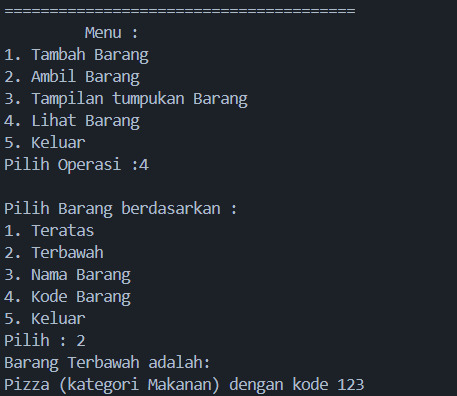 =======================================
Menu :
1. Tambah Barang
2. Ambil Barang
3. Tampilan tumpukan Barang
4. Lihat Barang
5. Keluar
Pilih Operasi :4
Pilih Barang berdasarkan :
1. Teratas
2. Terbawah
3. Nama Barang
4. Kode Barang
5. Keluar
Pilih : 2
Barang Terbawah adalah:
Pizza (kategori Makanan) dengan kode 123